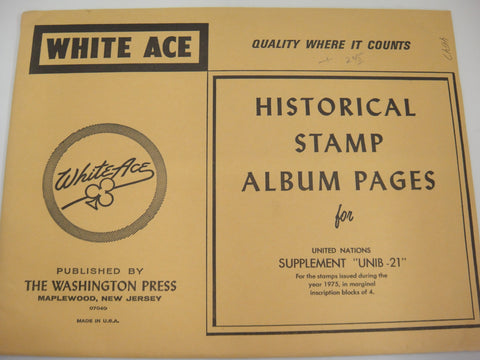 WHITE ACE
QUALITY WHERE IT COUNTS
White Ace
PUBLISHED BY
THE WASHINGTON PRESS
MAPLEWOOD, NEW JERSEY
07040
MADE IN U.S.A.
HISTORICAL
STAMP
ALBUM PAGES
for
UNITED NATIONS
SUPPLEMENT "UNIB-21"
For the stamps issued during the
year 1975, in marginal
inscription blocks of 4.